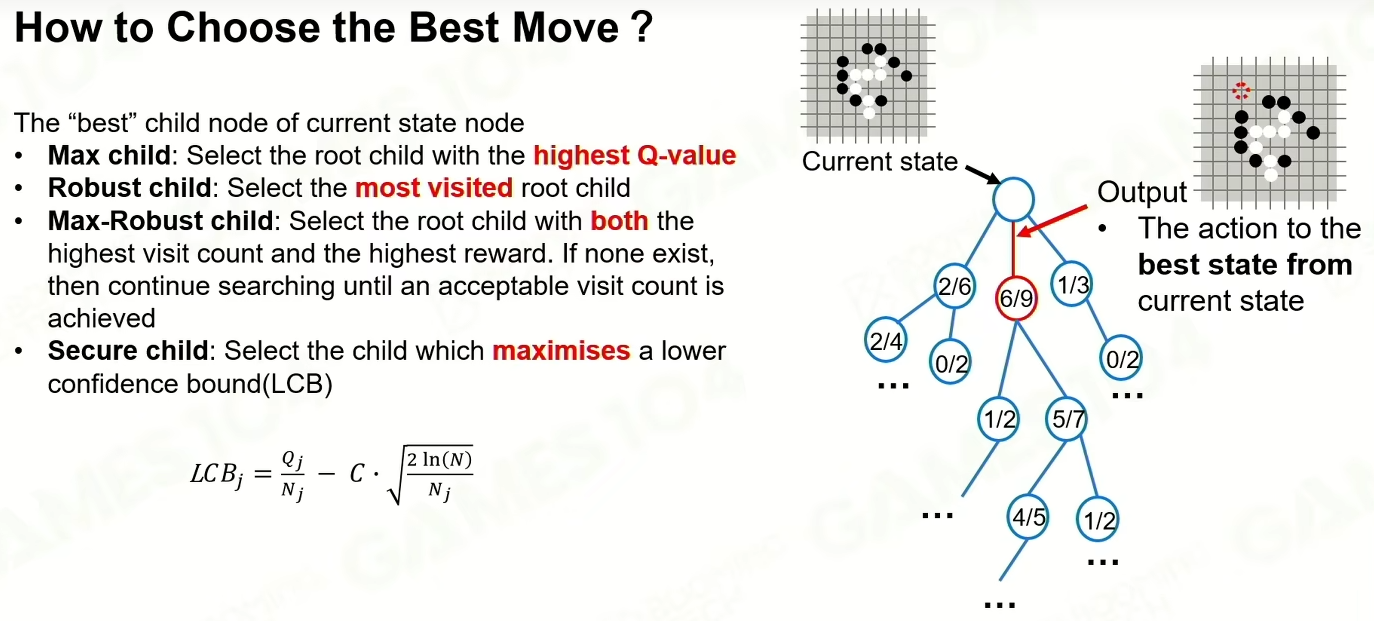 How to Choose the Best Move ?
The “best” child node of current state node
• Max child: Select the root child with the highest Q-value
• Robust child: Select the most visited root child
• Max-Robust child: Select the root child with both the
highest visit count and the highest reward. If none exist,
then continue searching until an acceptable visit count is
achieved
• Secure child: Select the child which maximises a lower
confidence bound(LCB)
LCB_j = Q_j / N_j − C · √(2 ln(N) / N_j)
Current state
Output
• The action to the
best state from
current state
2/6
6/9
1/3
2/4
0/2
0/2
...
...
1/2
5/7
...
4/5
1/2
...
...
GAMES104
GAMES104